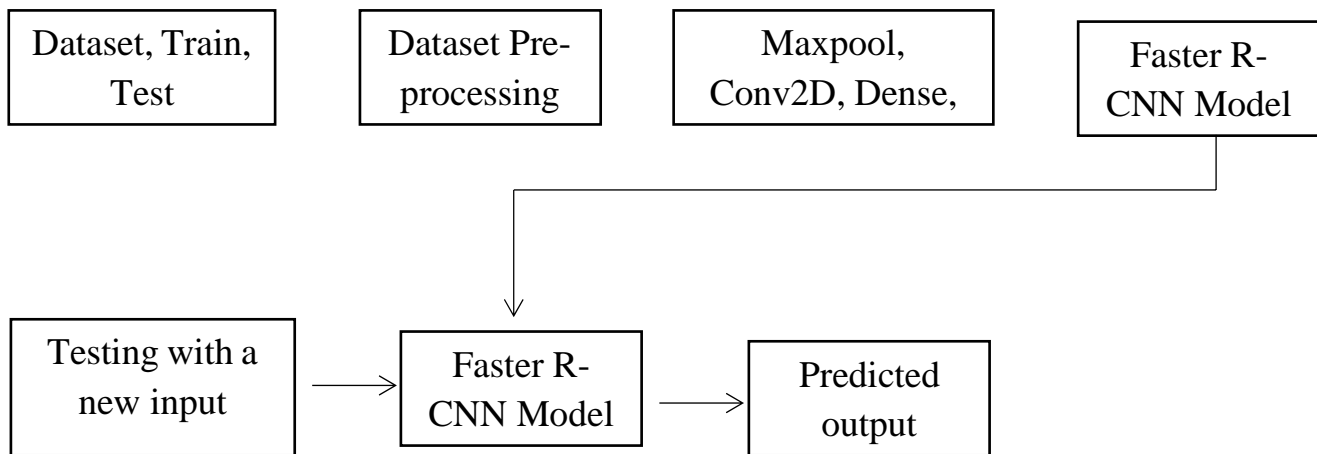 Dataset, Train,
Test
Dataset Pre-
processing
Maxpool,
Conv2D, Dense,
Faster R-
CNN Model
Testing with a
new input
Faster R-
CNN Model
Predicted
output